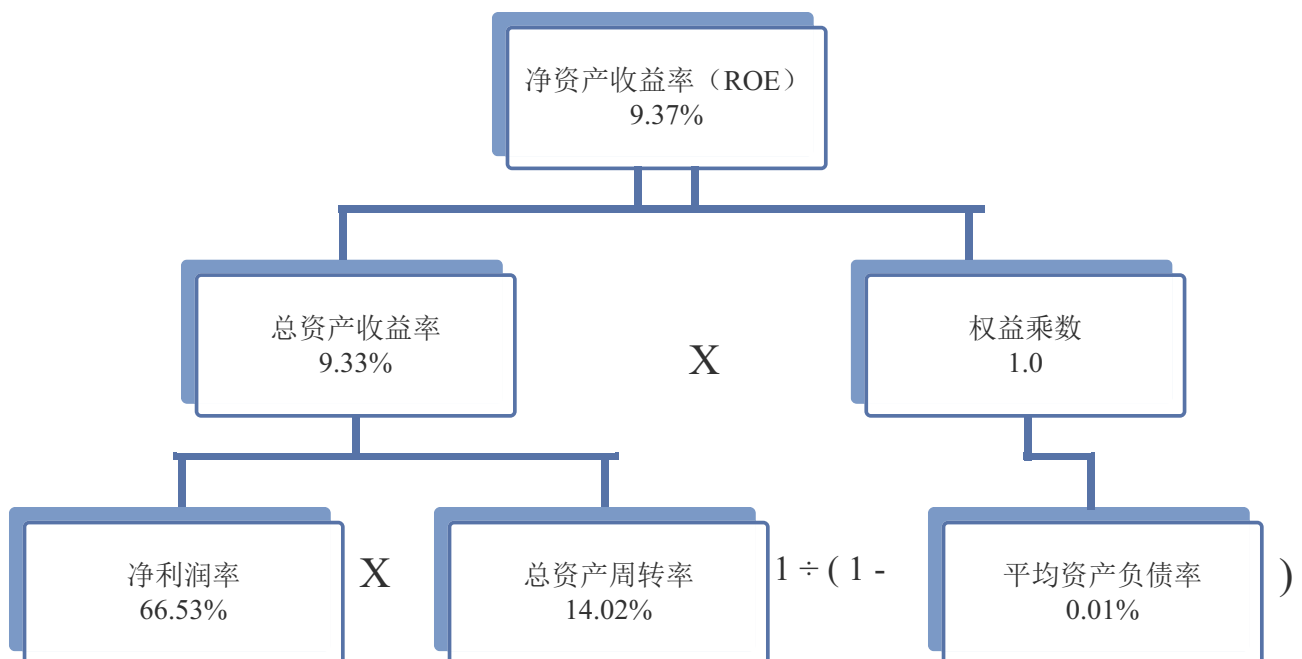 净资产收益率（ROE）
9.37%
总资产收益率
9.33%
X
权益乘数
1.0
净利润率
66.53%
X
总资产周转率
14.02%
1 ÷ ( 1 -
平均资产负债率
0.01%
)